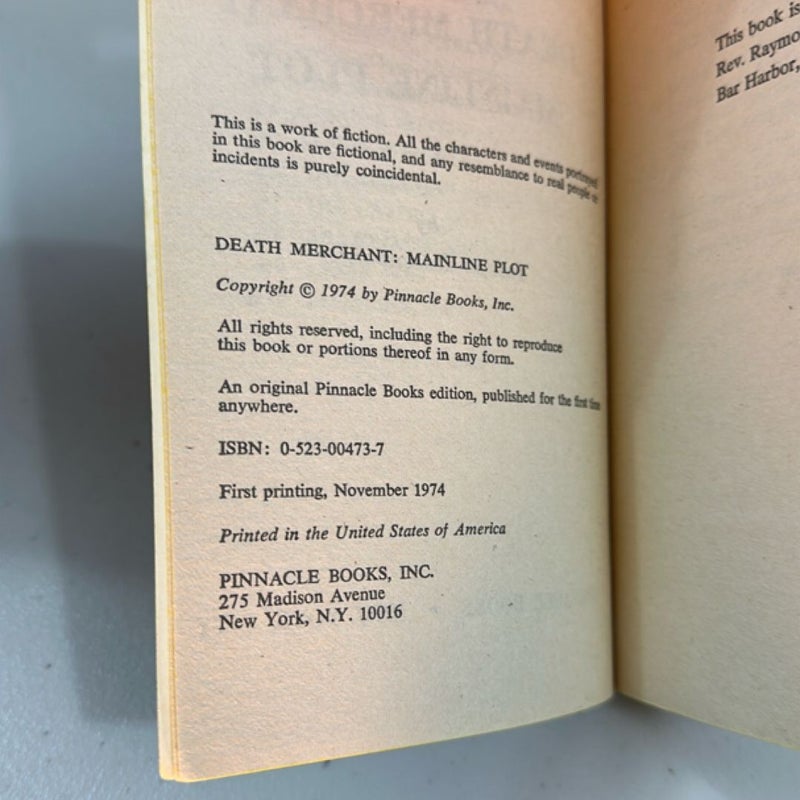 This is a work of fiction. All the characters and events portrayed
in this book are fictional, and any resemblance to real people or
incidents is purely coincidental.
DEATH MERCHANT: MAINLINE PLOT
Copyright © 1974 by Pinnacle Books, Inc.
All rights reserved, including the right to reproduce
this book or portions thereof in any form.
An original Pinnacle Books edition, published for the first time
anywhere.
ISBN: 0-523-00473-7
First printing, November 1974
Printed in the United States of America
PINNACLE BOOKS, INC.
275 Madison Avenue
New York, N.Y. 10016
This book is
Rev. Raymo
Bar Harbor,